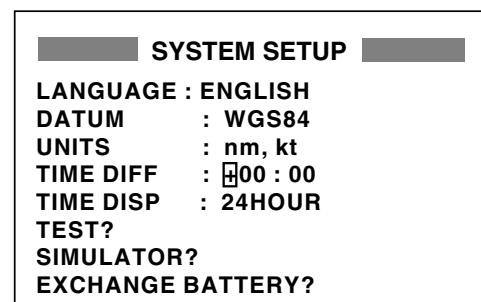 SYSTEM SETUP
LANGUAGE : ENGLISH
DATUM : WGS84
UNITS : nm, kt
TIME DIFF : +00 : 00
TIME DISP : 24HOUR
TEST?
SIMULATOR?
EXCHANGE BATTERY?